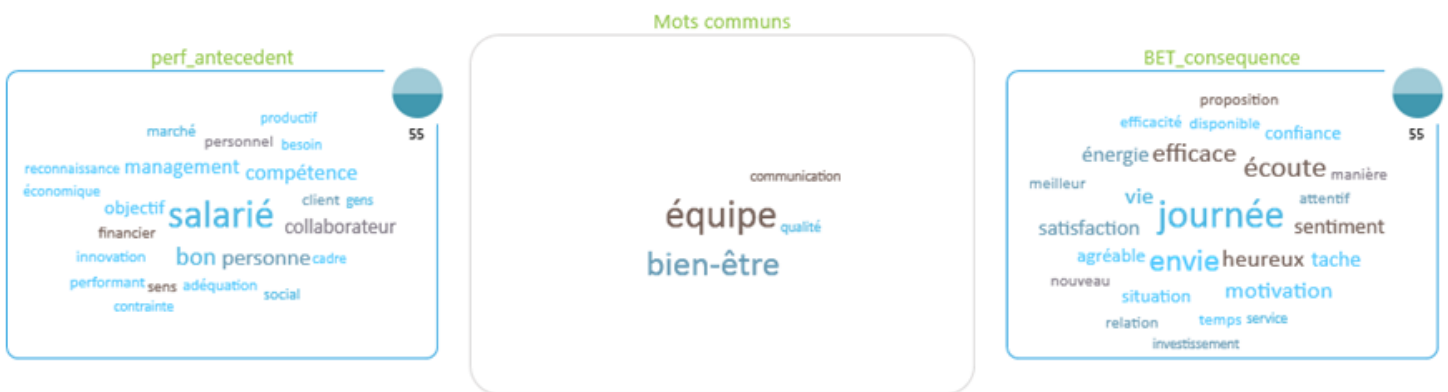 Mots communs
perf_antecedent
productif
marché
personnel besoin
reconnaissance management compétence
économique
objectif salarié client gens
financier collaborateur
innovation bon personne cadre
performant sens adéquation social
contrainte
55
communication
équipe qualité
bien-être
BET_consequence
proposition
efficacité disponible confiance
énergie efficace écoute manière
meilleur
vie journée attentif
satisfaction sentiment
agréable envie heureux tache
nouveau situation motivation
relation temps service
investissement
55